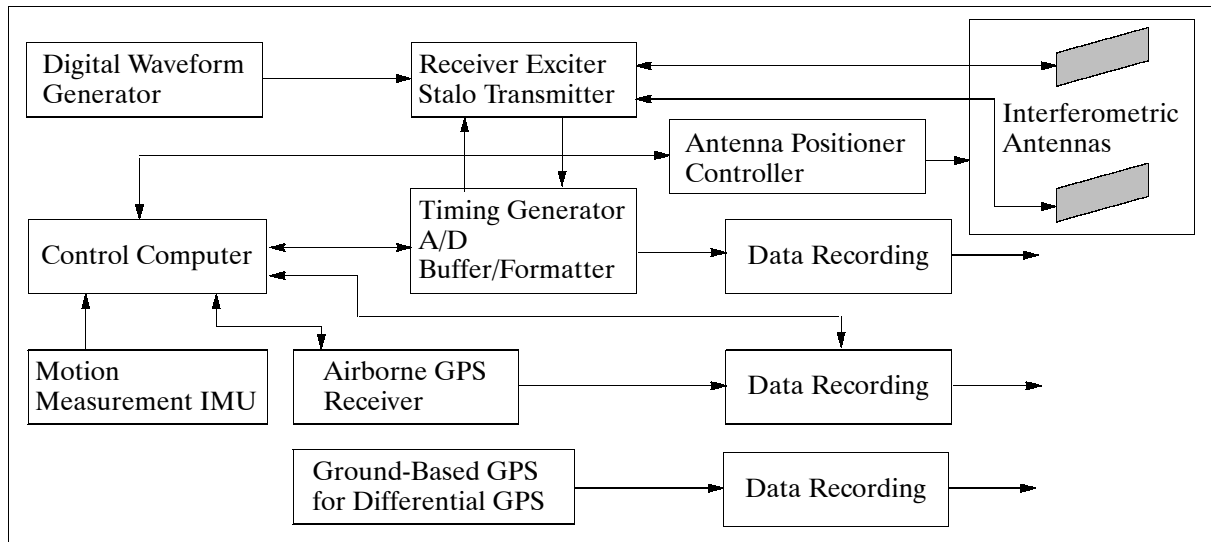 Digital Waveform
Generator
Receiver Exciter
Stalo Transmitter
Interferometric
Antennas
Antenna Positioner
Controller
Control Computer
Timing Generator
A/D
Buffer/Formatter
Data Recording
Motion
Measurement IMU
Airborne GPS
Receiver
Data Recording
Ground-Based GPS
for Differential GPS
Data Recording